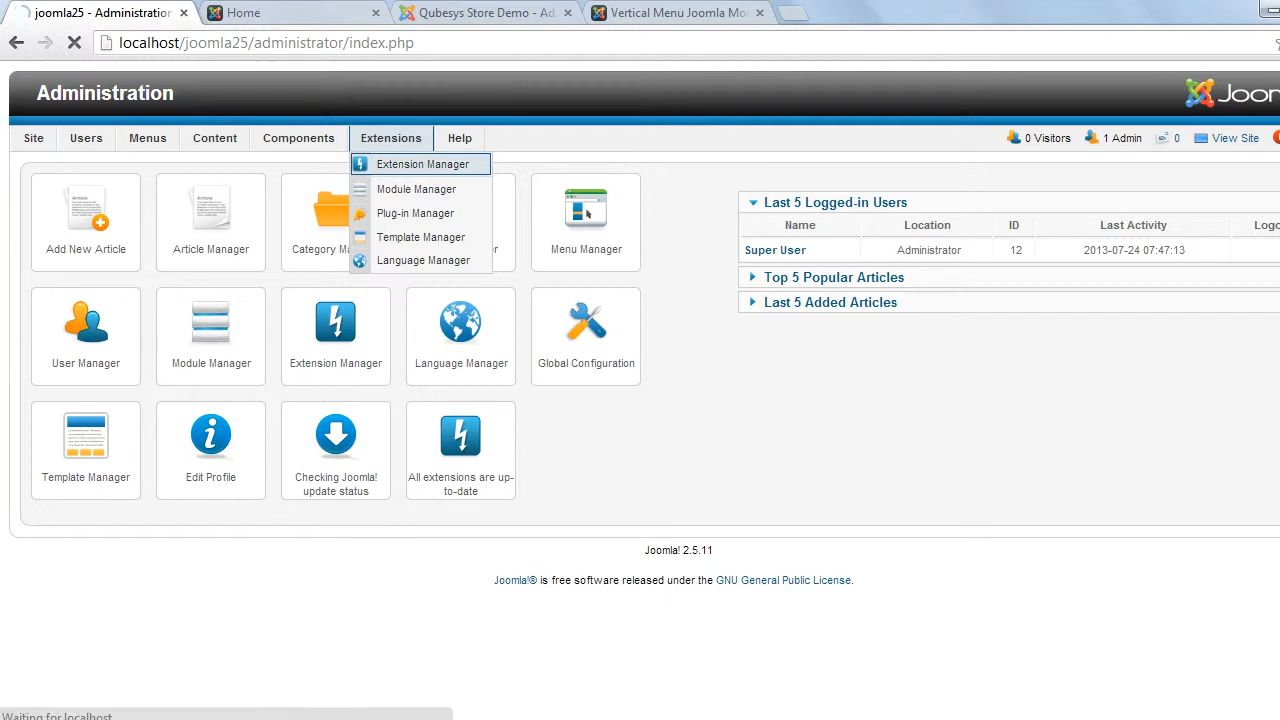 joomla25 - Administration
Home
Qubesys Store Demo - Ad
Vertical Menu Joomla Mo
localhost/joomla25/administrator/index.php
Administration
Joom
Site Users Menus Content Components Extensions Help
0 Visitors 1 Admin 0 View Site
Extension Manager
Module Manager
Plug-in Manager
Template Manager
Language Manager
Article
Article
Add New Article Article Manager Category Ma er Menu Manager
User Manager Module Manager Extension Manager Language Manager Global Configuration
Template Manager Edit Profile Checking Joomla! update status All extensions are up-to-date
Last 5 Logged-in Users
Name Location ID Last Activity Logo
Super User Administrator 12 2013-07-24 07:47:13
Top 5 Popular Articles
Last 5 Added Articles
Joomla! 2.5.11
Joomla!® is free software released under the GNU General Public License.
Waiting for localhost